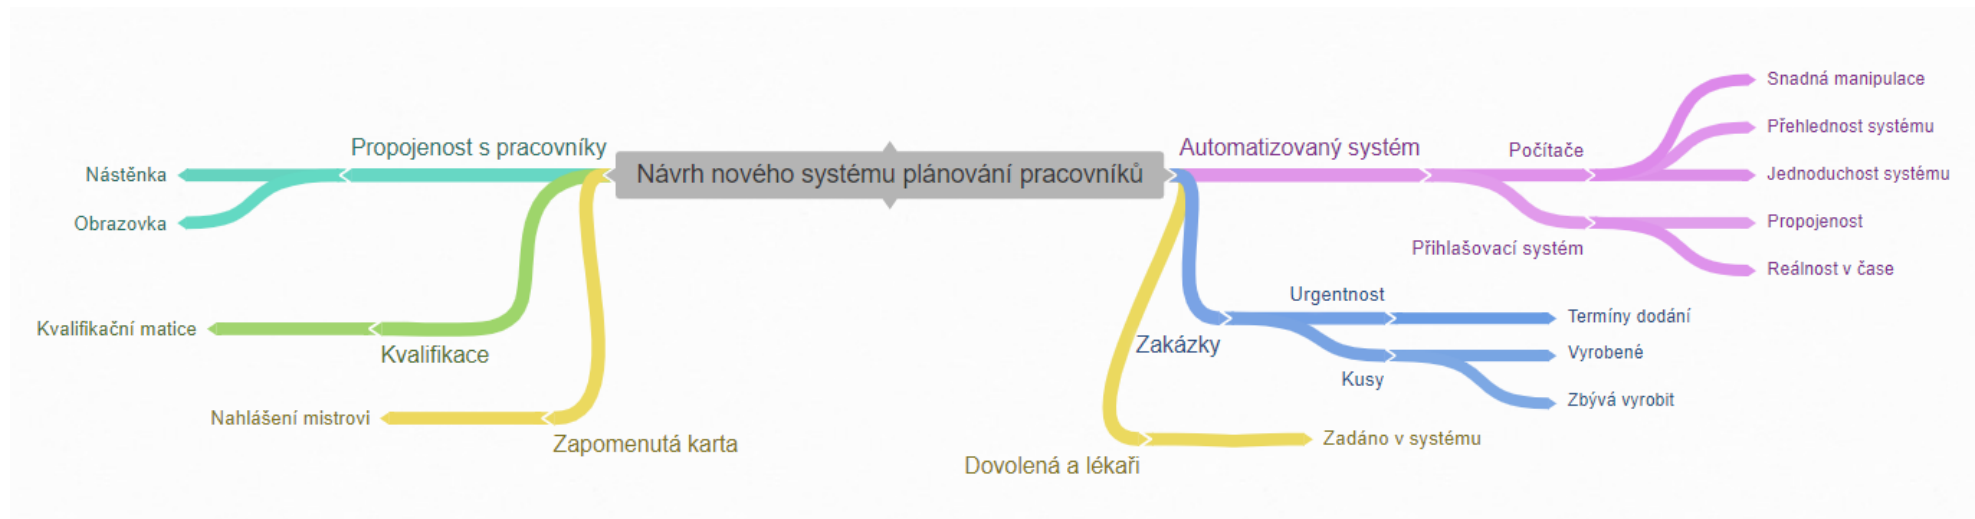 Návrh nového systému plánování pracovníků
Propojenost s pracovníky
Nástěnka
Obrazovka
Kvalifikace
Kvalifikační matice
Zapomenutá karta
Nahlášení mistrovi
Automatizovaný systém
Počítače
Snadná manipulace
Přehlednost systému
Jednoduchost systému
Přihlašovací systém
Propojenost
Reálnost v čase
Zakázky
Urgentnost
Termíny dodání
Kusy
Vyrobené
Zbývá vyrobit
Dovolená a lékaři
Zadáno v systému